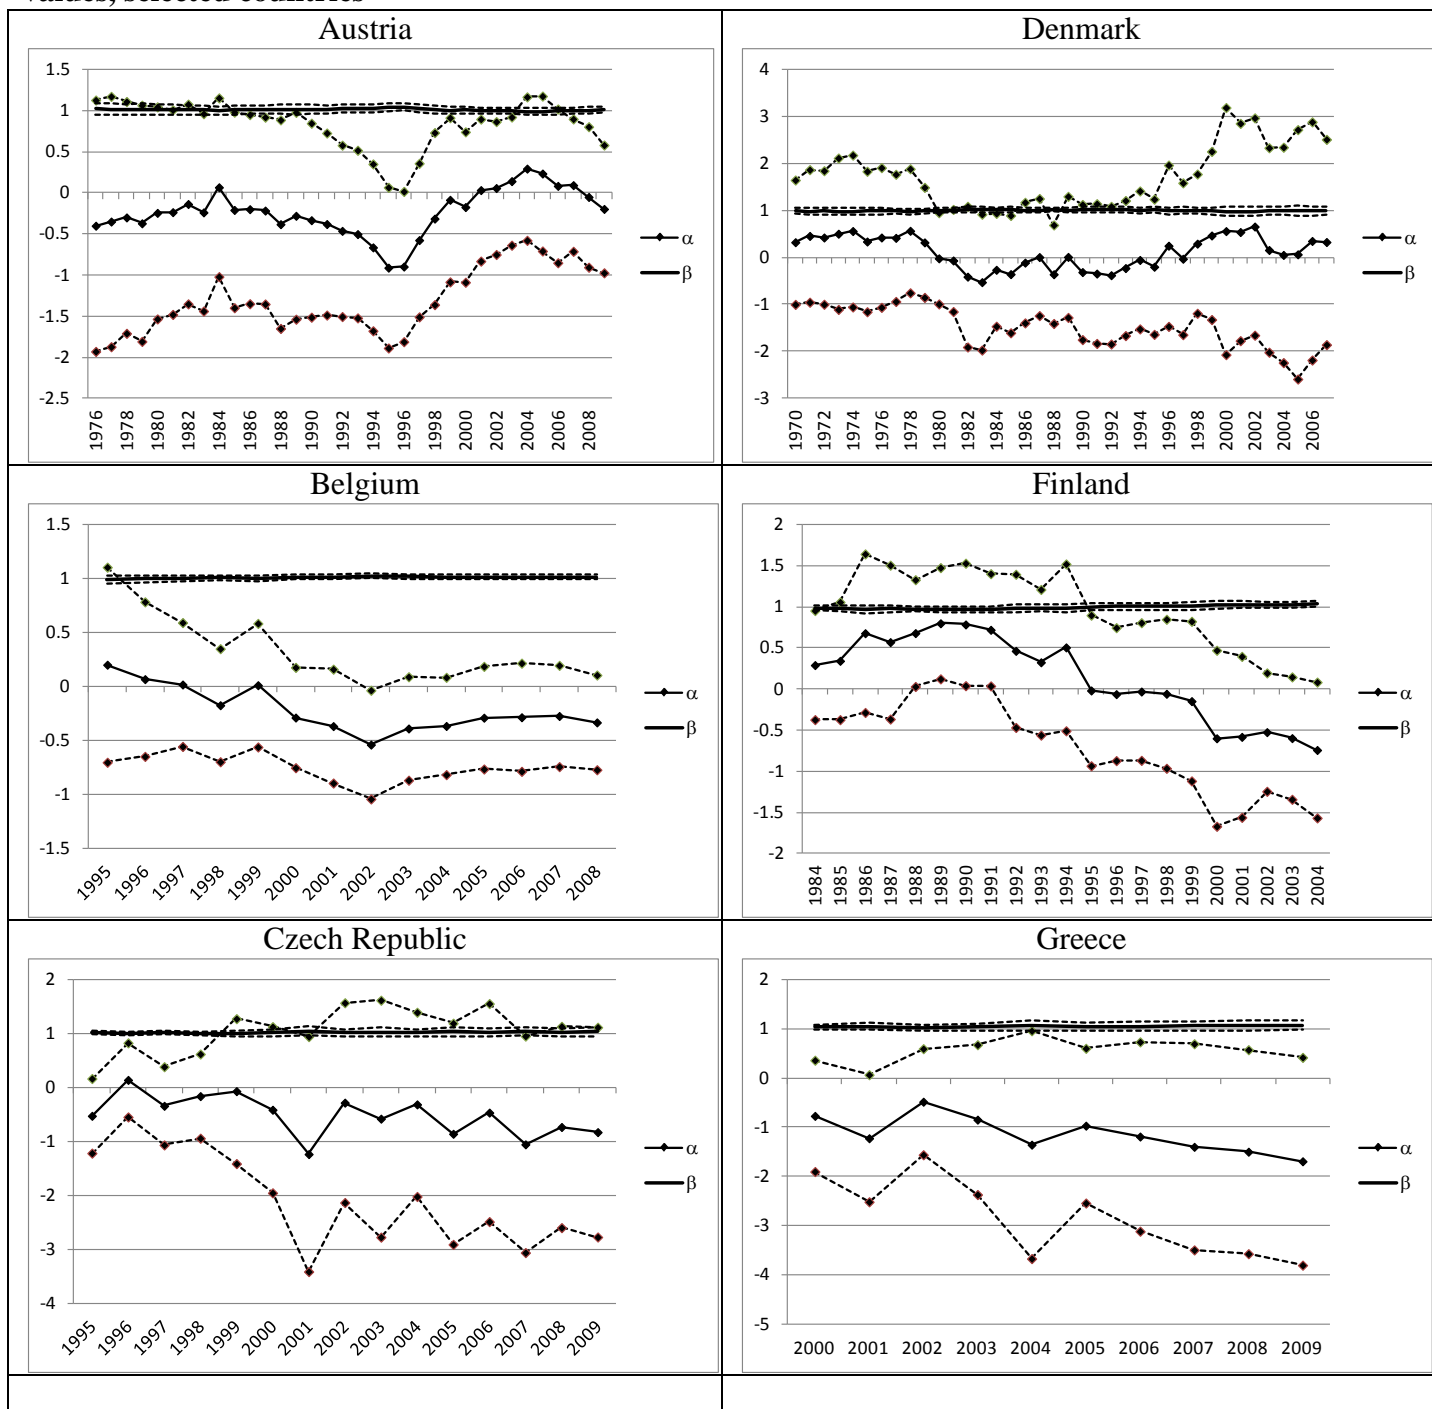 values, selected countries
Austria
1.5
1
0.5
0
-0.5
-1
-1.5
-2
-2.5
α
β
1976 1978 1980 1982 1984 1986 1988 1990 1992 1994 1996 1998 2000 2002 2004 2006 2008
Denmark
4
3
2
1
0
-1
-2
-3
α
β
1970 1972 1974 1976 1978 1980 1982 1984 1986 1988 1990 1992 1994 1996 1998 2000 2002 2004 2006
Belgium
1.5
1
0.5
0
-0.5
-1
-1.5
α
β
1995 1996 1997 1998 1999 2000 2001 2002 2003 2004 2005 2006 2007 2008
Finland
2
1.5
1
0.5
0
-0.5
-1
-1.5
-2
α
β
1984 1985 1986 1987 1988 1989 1990 1991 1992 1993 1994 1995 1996 1997 1998 1999 2000 2001 2002 2003 2004
Czech Republic
2
1
0
-1
-2
-3
-4
α
β
1995 1996 1997 1998 1999 2000 2001 2002 2003 2004 2005 2006 2007 2008 2009
Greece
2
1
0
-1
-2
-3
-4
-5
α
β
2000 2001 2002 2003 2004 2005 2006 2007 2008 2009